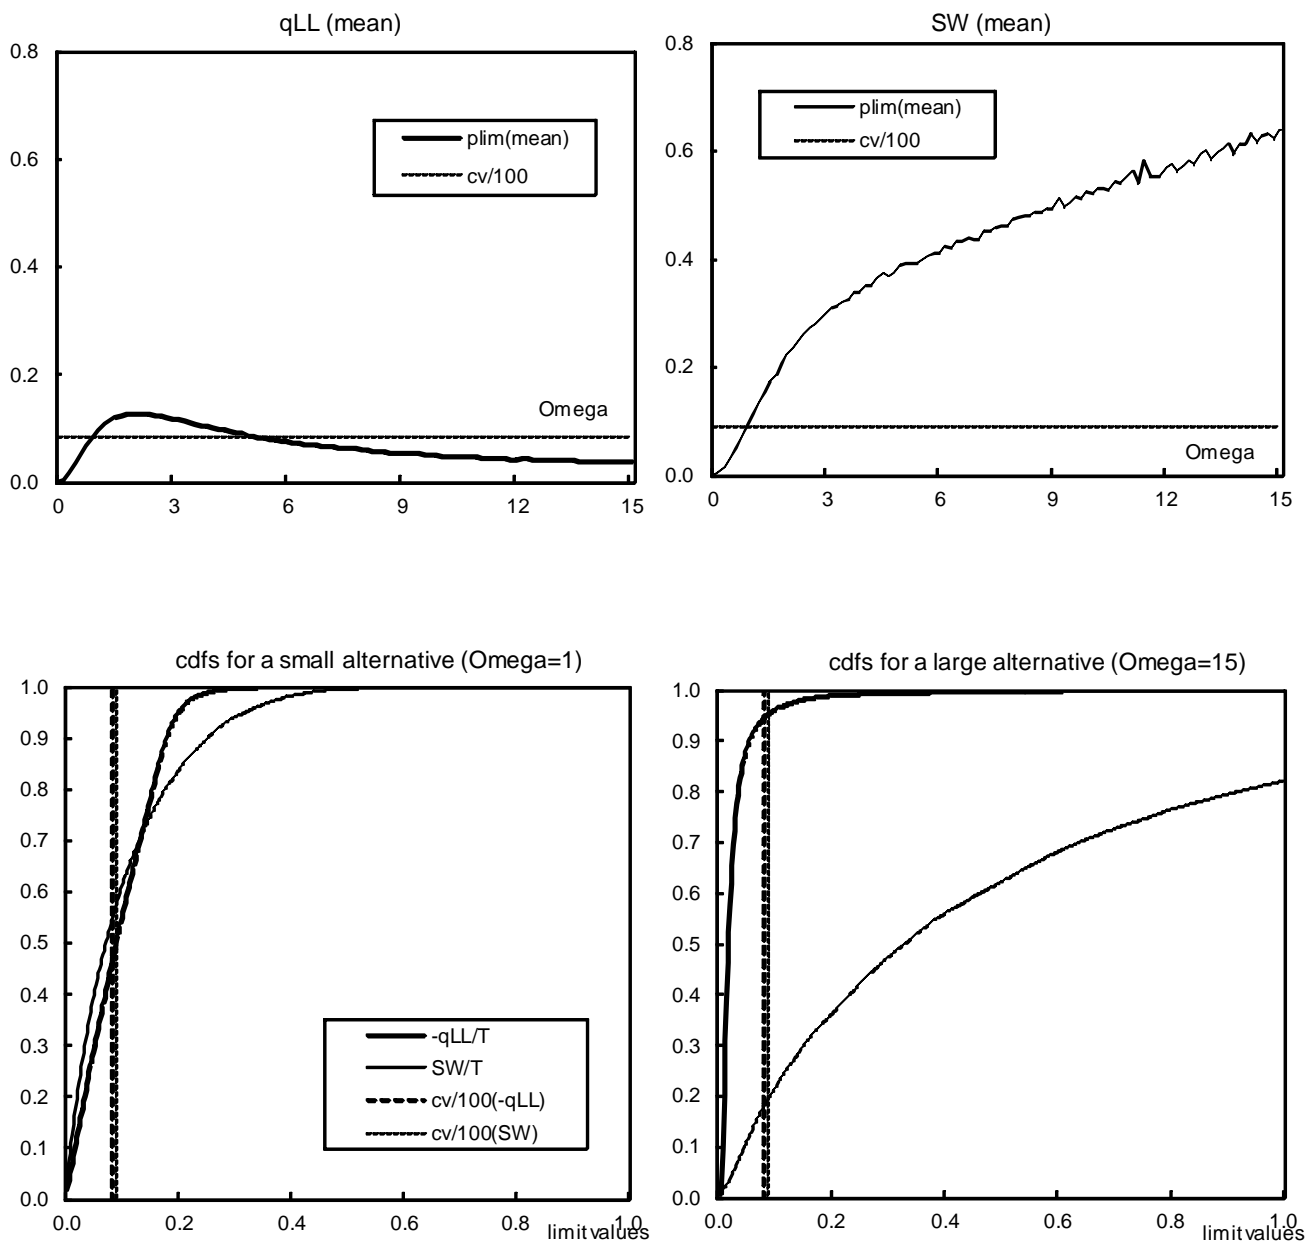 qLL (mean)
0.8
0.6
0.4
0.2
0.0
plim(mean)
cv/100
Omega
0 3 6 9 12 15
SW (mean)
0.8
0.6
0.4
0.2
0.0
plim(mean)
cv/100
Omega
0 3 6 9 12 15
cdfs for a small alternative (Omega=1)
1.0
0.9
0.8
0.7
0.6
0.5
0.4
0.3
0.2
0.1
0.0
-qLL/T
SW/T
cv/100(-qLL)
cv/100(SW)
0.0 0.2 0.4 0.6 0.8 1.0
limit values
cdfs for a large alternative (Omega=15)
1.0
0.9
0.8
0.7
0.6
0.5
0.4
0.3
0.2
0.1
0.0
0.0 0.2 0.4 0.6 0.8 1.0
limit values